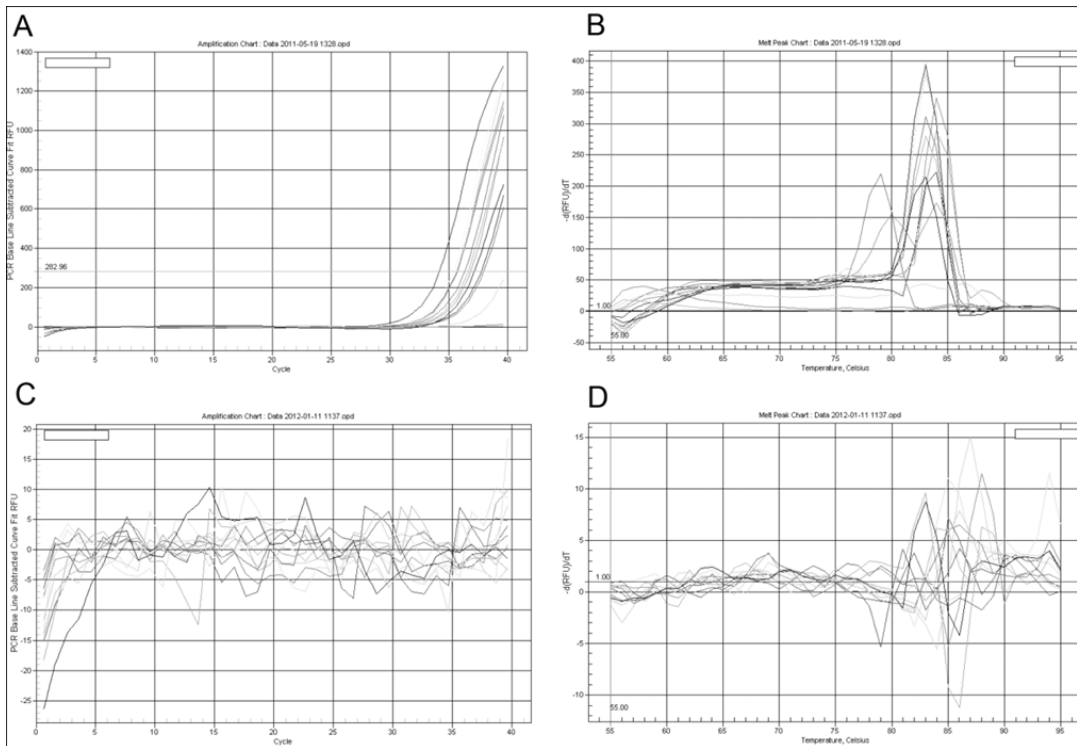 A
Amplification Chart : Data 2011-05-19 1328.opd
PCR Base Line Subtracted Curve Fit RFU
1400
1200
1000
800
600
400
282.96
200
0
0 5 10 15 20 25 30 35 40
Cycle
B
Melt Peak Chart : Data 2011-05-19 1328.opd
-d(RFU)/dT
400
350
300
250
200
150
100
50
1.00
0
55.00
-50
55 60 65 70 75 80 85 90 95
Temperature, Celsius
C
Amplification Chart : Data 2012-01-11 1137.opd
PCR Base Line Subtracted Curve Fit RFU
20
15
10
5
0
-5
-10
-15
-20
-25
0 5 10 15 20 25 30 35 40
Cycle
D
Melt Peak Chart : Data 2012-01-11 1137.opd
-d(RFU)/dT
15
10
5
1.00
0
-5
-10
55.00
55 60 65 70 75 80 85 90 95
Temperature, Celsius